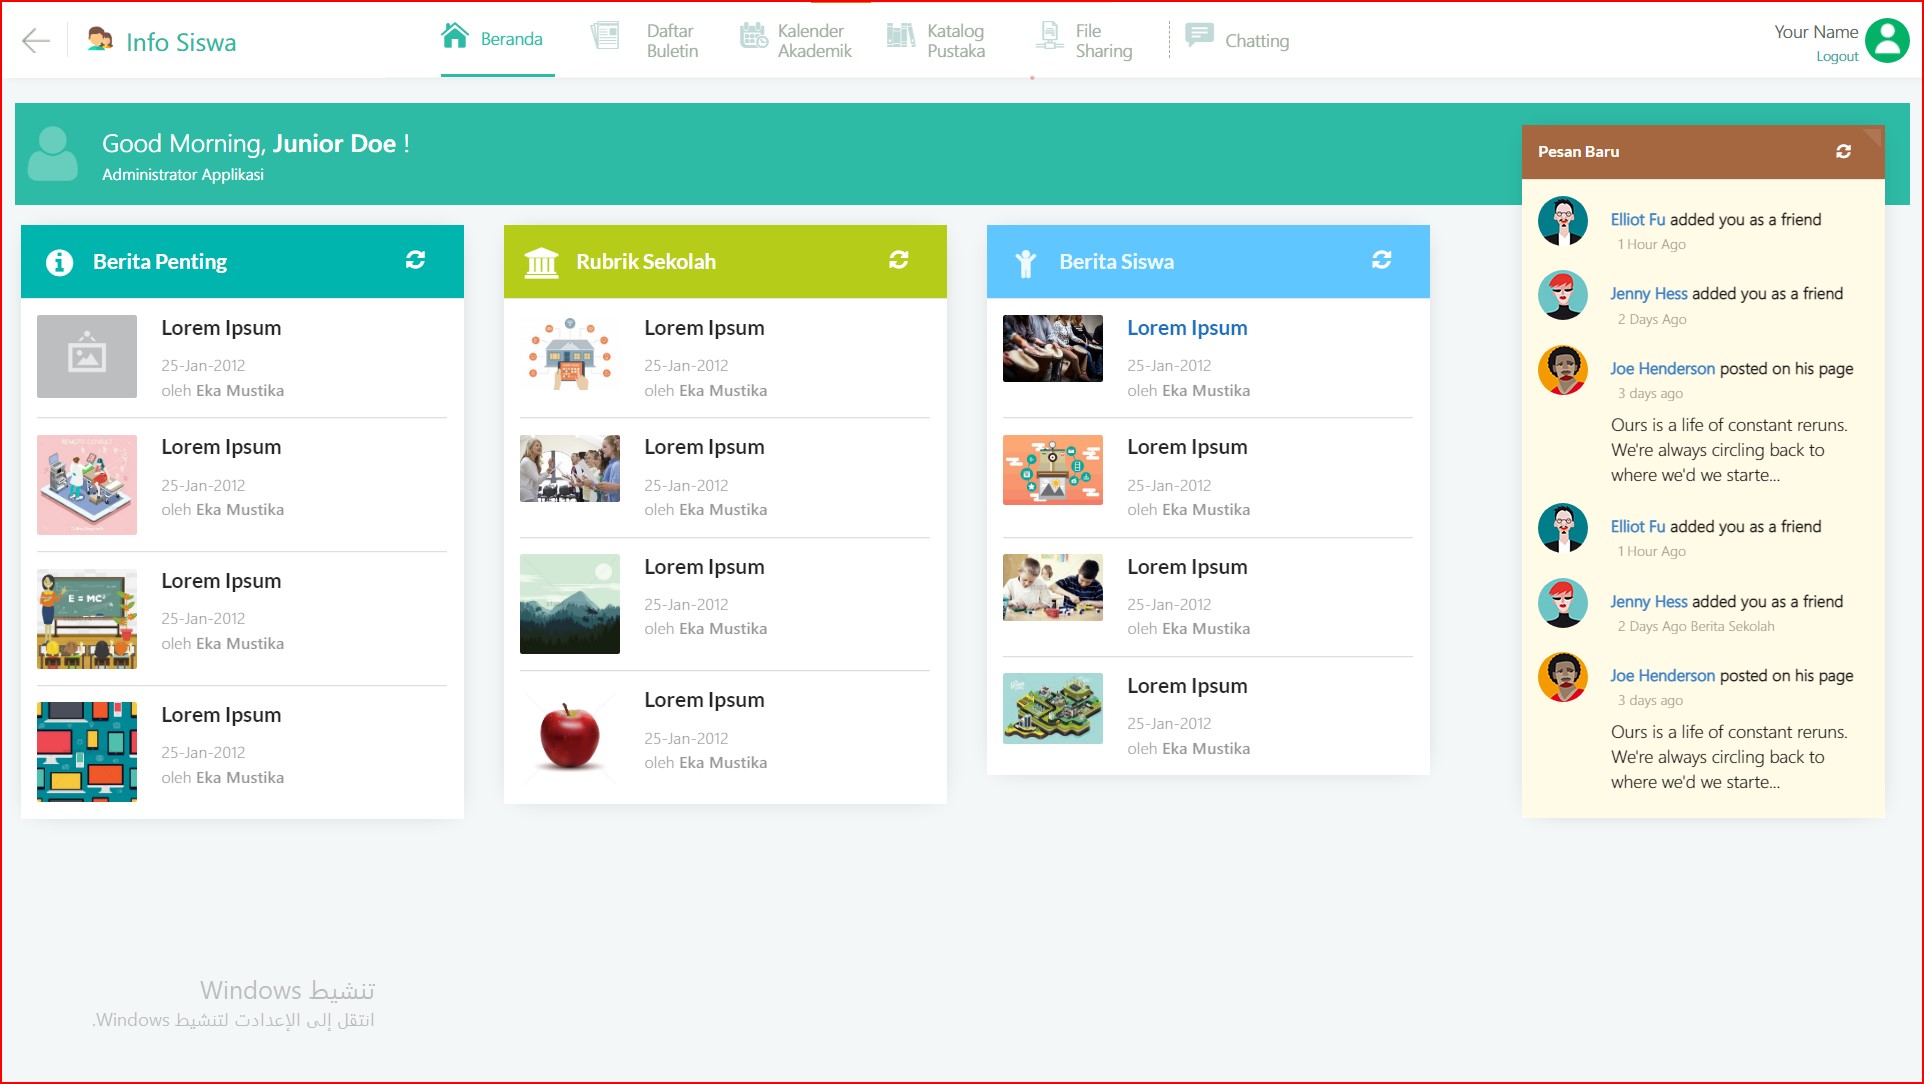 Info Siswa
Beranda
Daftar
Buletin
Kalender
Akademik
Katalog
Pustaka
File
Sharing
Chatting
Your Name
Logout
Good Morning, Junior Doe !
Administrator Applikasi
Berita Penting
Lorem Ipsum
25-Jan-2012
oleh Eka Mustika
Lorem Ipsum
25-Jan-2012
oleh Eka Mustika
E = MC²
Lorem Ipsum
25-Jan-2012
oleh Eka Mustika
Lorem Ipsum
25-Jan-2012
oleh Eka Mustika
Rubrik Sekolah
Lorem Ipsum
25-Jan-2012
oleh Eka Mustika
Lorem Ipsum
25-Jan-2012
oleh Eka Mustika
Lorem Ipsum
25-Jan-2012
oleh Eka Mustika
Lorem Ipsum
25-Jan-2012
oleh Eka Mustika
Berita Siswa
Lorem Ipsum
25-Jan-2012
oleh Eka Mustika
Lorem Ipsum
25-Jan-2012
oleh Eka Mustika
Lorem Ipsum
25-Jan-2012
oleh Eka Mustika
Lorem Ipsum
25-Jan-2012
oleh Eka Mustika
Pesan Baru
Elliot Fu added you as a friend
1 Hour Ago
Jenny Hess added you as a friend
2 Days Ago
Joe Henderson posted on his page
3 days ago
Ours is a life of constant reruns.
We're always circling back to
where we'd we starte...
Elliot Fu added you as a friend
1 Hour Ago
Jenny Hess added you as a friend
2 Days Ago Berita Sekolah
Joe Henderson posted on his page
3 days ago
Ours is a life of constant reruns.
We're always circling back to
where we'd we starte...
تنشيط Windows
انتقل إلى الإعدادت لتنشيط Windows.